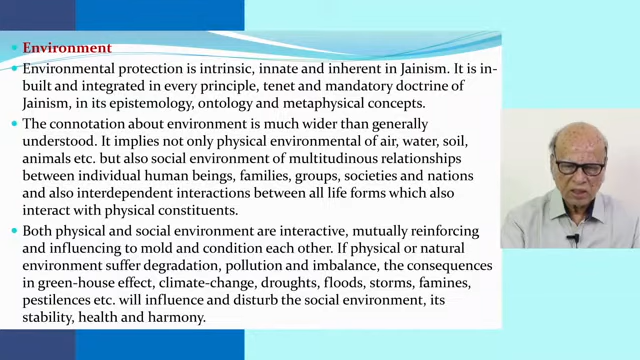 Environment
Environmental protection is intrinsic, innate and inherent in Jainism. It is in-
built and integrated in every principle, tenet and mandatory doctrine of
Jainism, in its epistemology, ontology and metaphysical concepts.
The connotation about environment is much wider than generally
understood. It implies not only physical environmental of air, water, soil,
animals etc. but also social environment of multitudinous relationships
between individual human beings, families, groups, societies and nations
and also interdependent interactions between all life forms which also
interact with physical constituents.
Both physical and social environment are interactive, mutually reinforcing
and influencing to mold and condition each other. If physical or natural
environment suffer degradation, pollution and imbalance, the consequences
in green-house effect, climate-change, droughts, floods, storms, famines,
pestilences etc. will influence and disturb the social environment, its
stability, health and harmony.